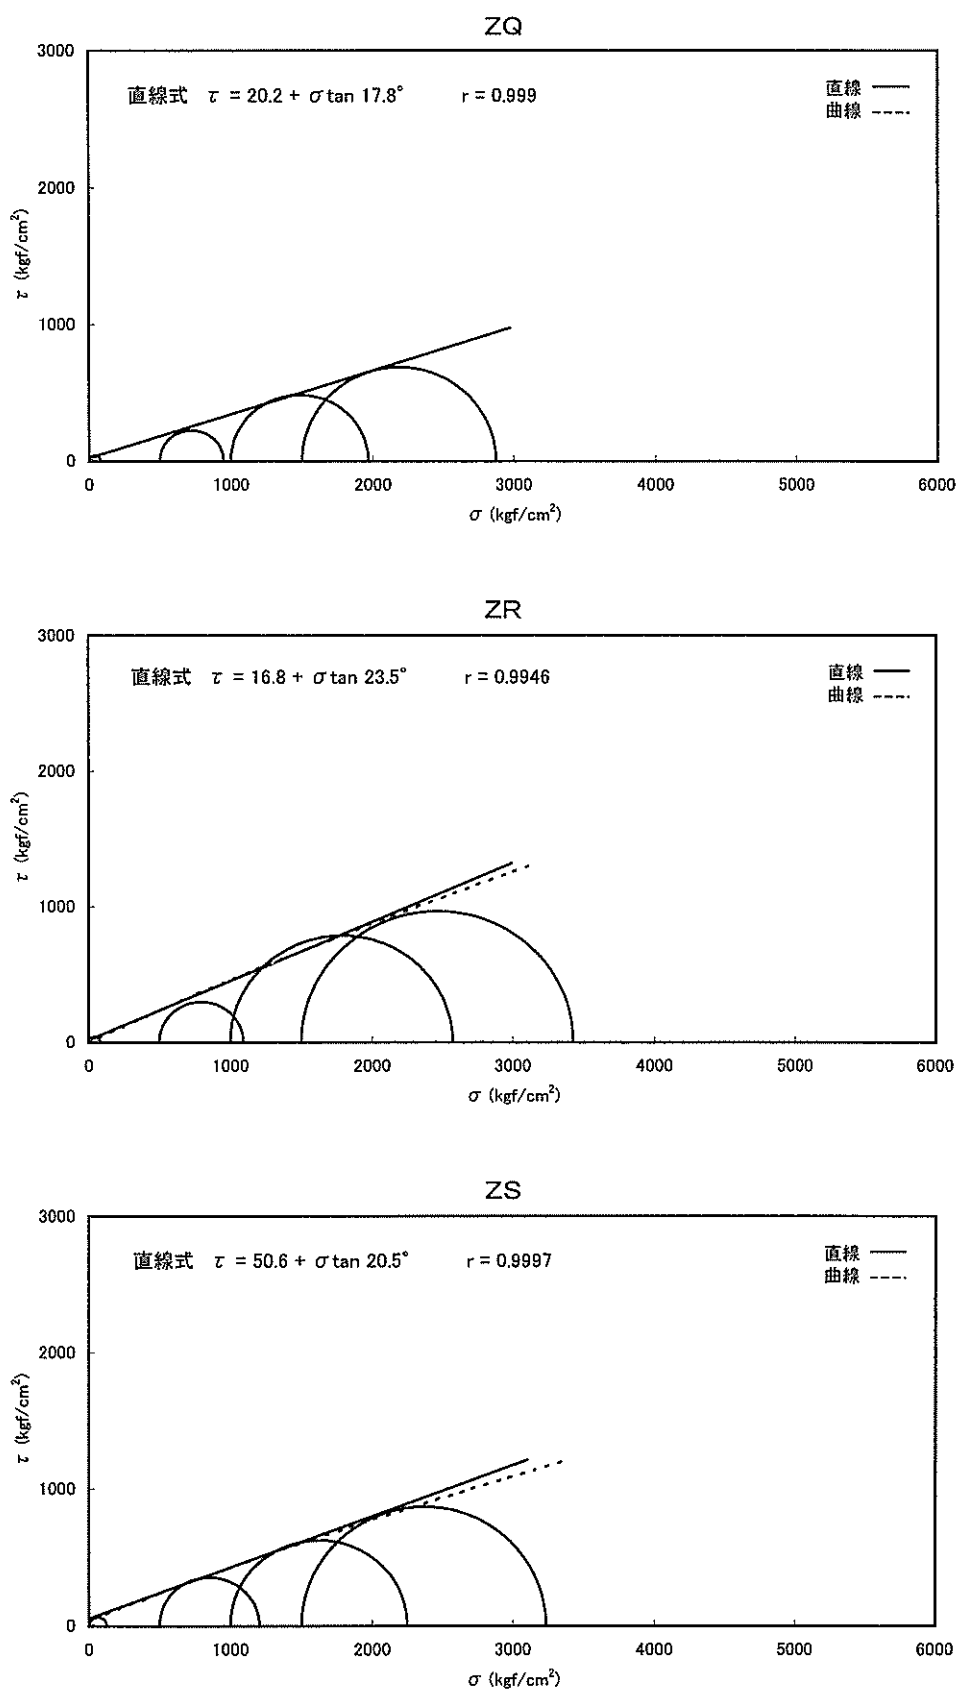 ZQ
3000
直線式 τ = 20.2 + σ tan 17.8° r = 0.999
直線
曲線
2000
τ (kgf/cm²)
1000
0
0 1000 2000 3000 4000 5000 6000
σ (kgf/cm²)
ZR
3000
直線式 τ = 16.8 + σ tan 23.5° r = 0.9946
直線
曲線
2000
τ (kgf/cm²)
1000
0
0 1000 2000 3000 4000 5000 6000
σ (kgf/cm²)
ZS
3000
直線式 τ = 50.6 + σ tan 20.5° r = 0.9997
直線
曲線
2000
τ (kgf/cm²)
1000
0
0 1000 2000 3000 4000 5000 6000
σ (kgf/cm²)